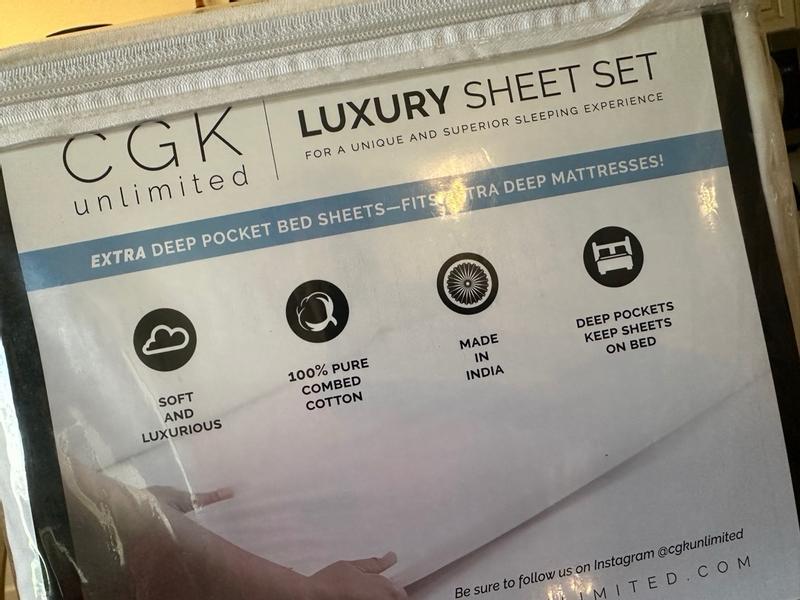 CGK
unlimited
LUXURY SHEET SET
FOR A UNIQUE AND SUPERIOR SLEEPING EXPERIENCE
EXTRA DEEP POCKET BED SHEETS—FITS EXTRA DEEP MATTRESSES!
SOFT
AND
LUXURIOUS
100% PURE
COMBED
COTTON
MADE
IN
INDIA
DEEP POCKETS
KEEP SHEETS
ON BED
Be sure to follow us on Instagram @cgkunlimited
LIMITED.COM